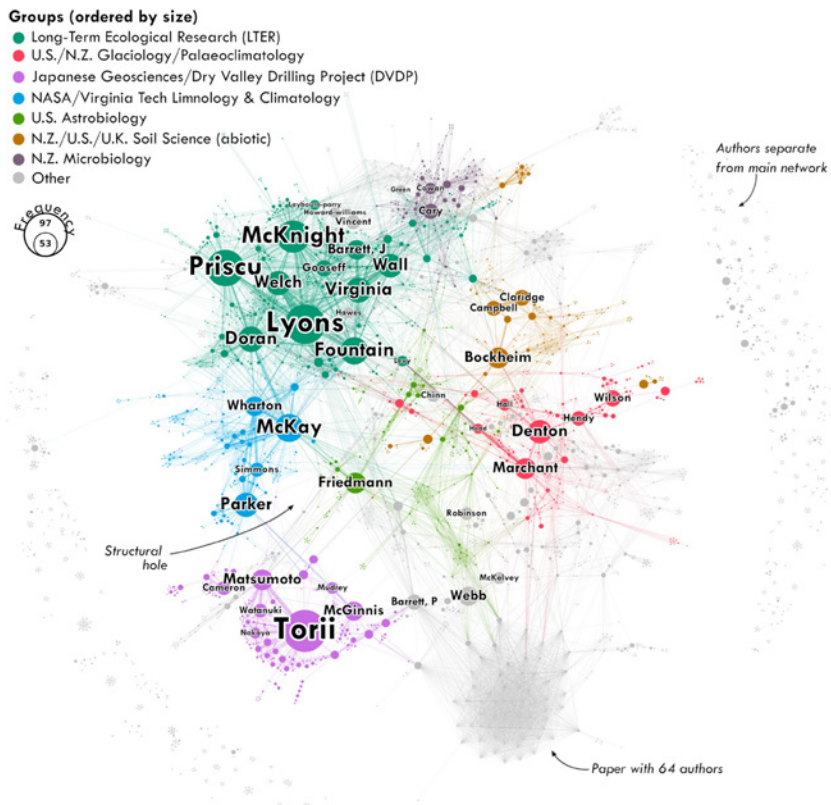 Groups (ordered by size)
Long-Term Ecological Research (LTER)
U.S./N.Z. Glaciology/Palaeoclimatology
Japanese Geosciences/Dry Valley Drilling Project (DVDP)
NASA/Virginia Tech Limnology & Climatology
U.S. Astrobiology
N.Z./U.S./U.K. Soil Science (abiotic)
N.Z. Microbiology
Other
Frequency
97
53
Authors separate
from main network
Green
Cowan
Cary
Laybourn-parry
Howard-williams
Vincent
McKnight
Barrett, J
Priscu
Gooseff
Wall
Welch
Virginia
Hawes
Lyons
Doran
Fountain
Levy
Claridge
Campbell
Bockheim
Chinn
Hall
Wilson
Hendy
Wharton
McKay
Head
Denton
Marchant
Simmons
Friedmann
Parker
Robinson
Structural
hole
Matsumoto
Cameron
Mudrey
McKelvey
Webb
Barrett, P
Watanuki
McGinnis
Torii
Nakaya
Paper with 64 authors